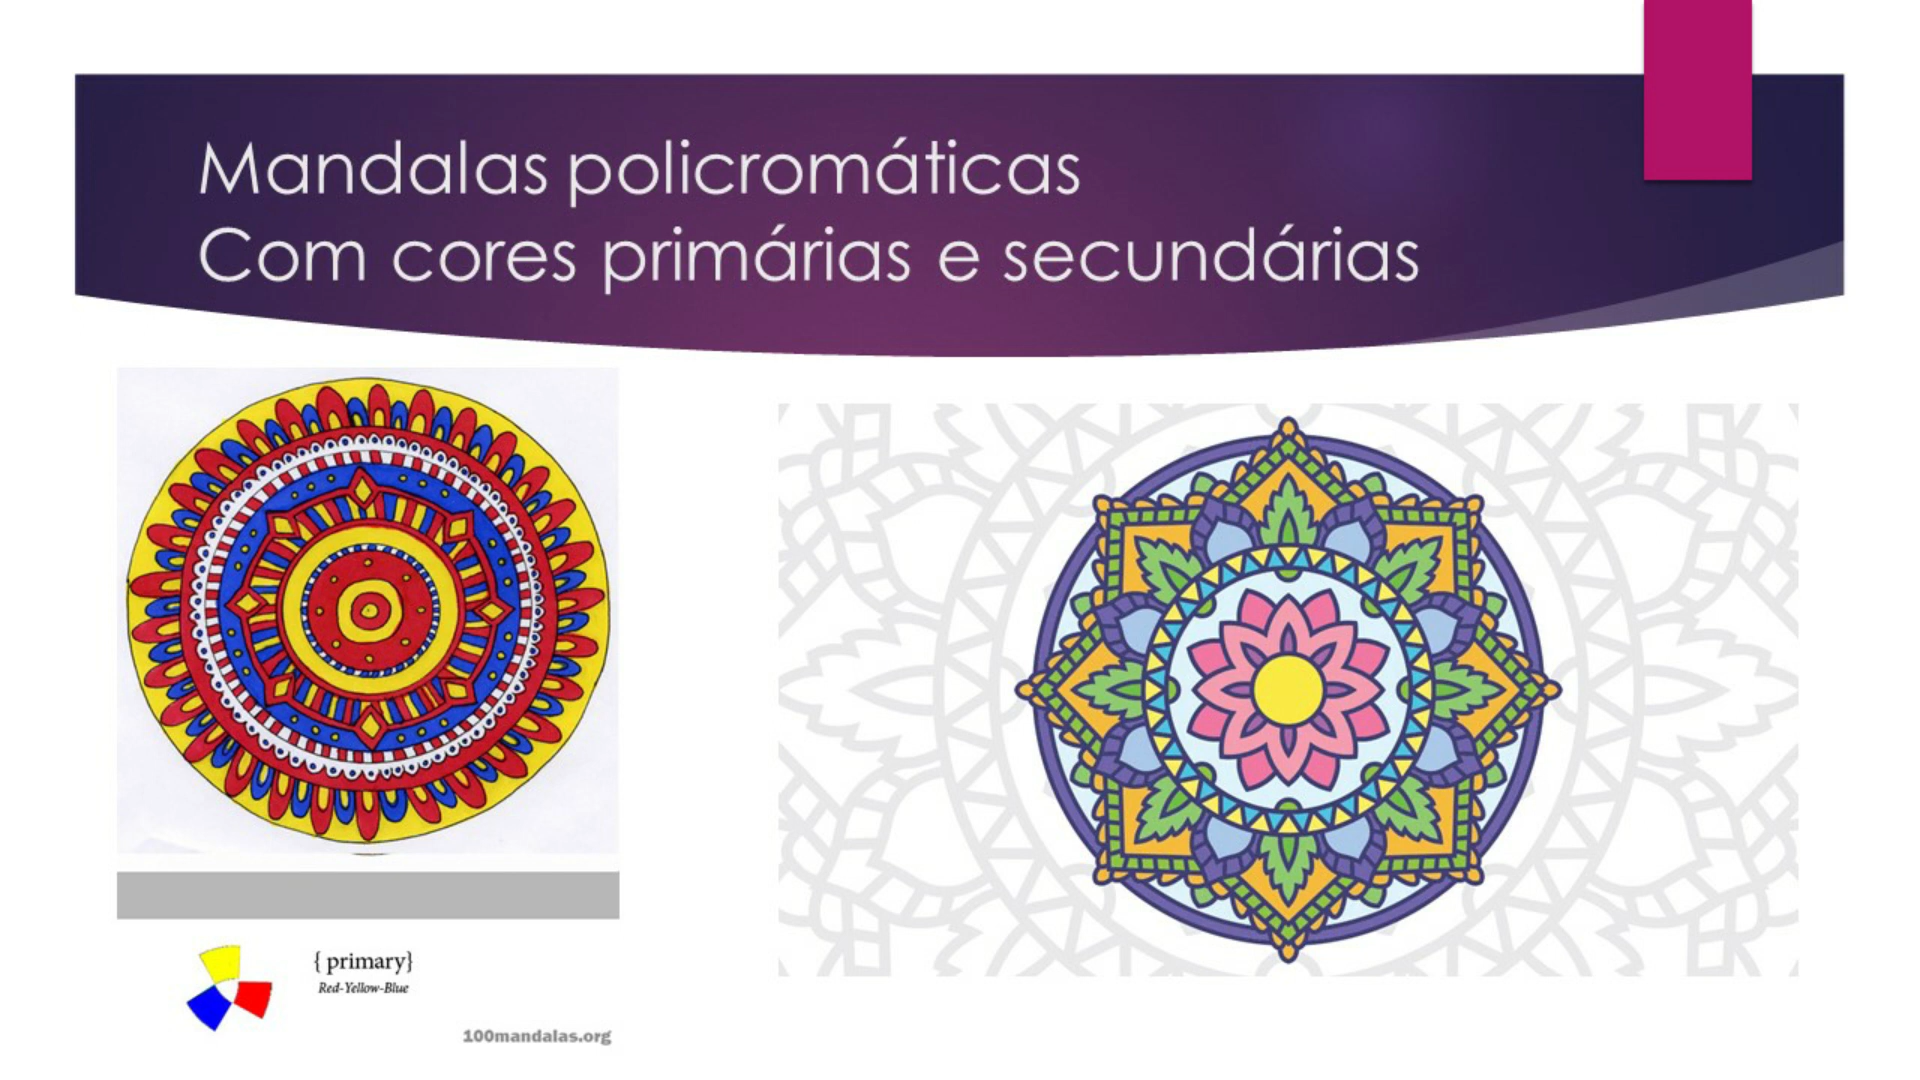 Mandalas policromáticas
Com cores primárias e secundárias
{ primary}
Red-Yellow-Blue
100mandalas.org